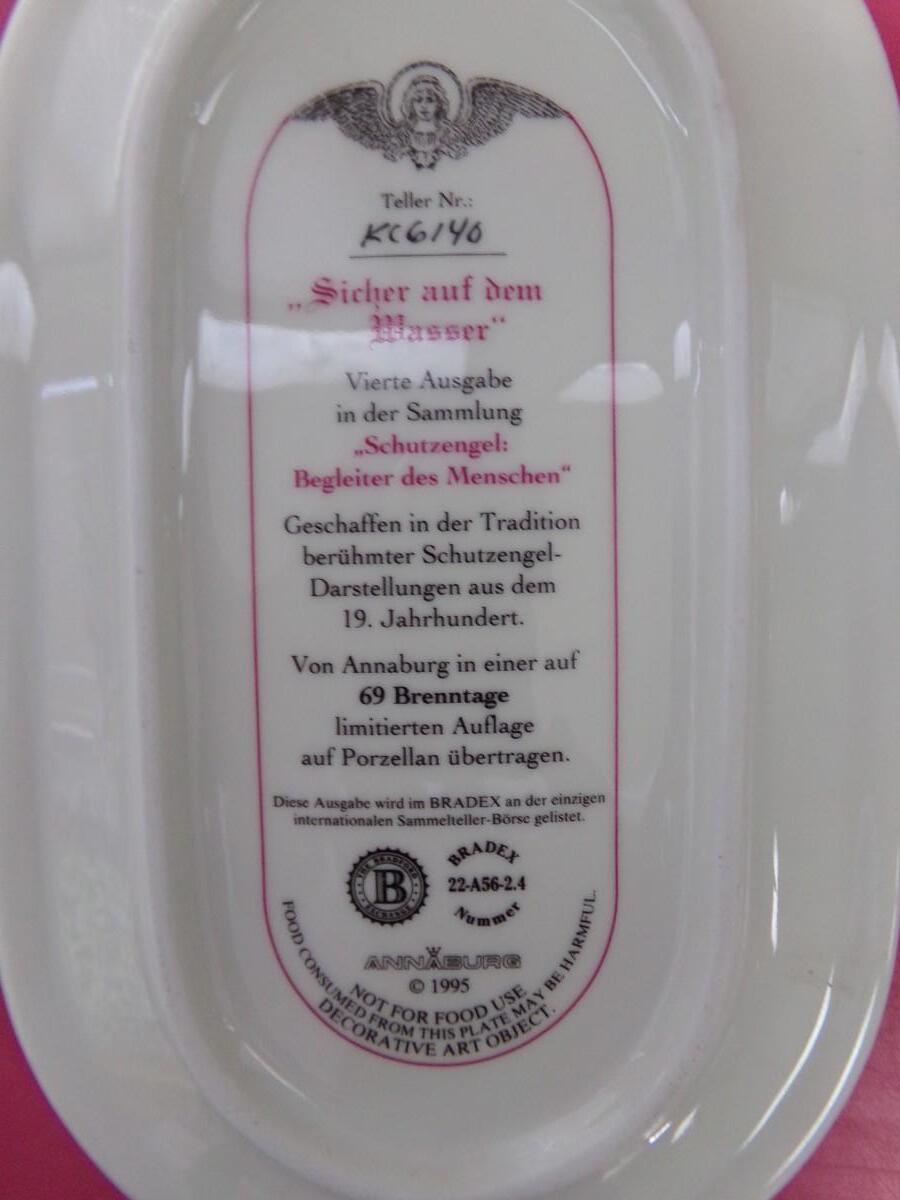 Teller Nr.:
KC6140
„Sicher auf dem
Wasser“
Vierte Ausgabe
in der Sammlung
„Schutzengel:
Begleiter des Menschen“
Geschaffen in der Tradition
berühmter Schutzengel-
Darstellungen aus dem
19. Jahrhundert.
Von Annaburg in einer auf
69 Brenntage
limitierten Auflage
auf Porzellan übertragen.
Diese Ausgabe wird im BRADEX an der einzigen
internationalen Sammelteller-Börse gelistet.
THE BRADFORD
B
EXCHANGE
BRADEX
22-A56-2.4
Nummer
ANNABURG
© 1995
NOT FOR FOOD USE.
FOOD CONSUMED FROM THIS PLATE MAY BE HARMFUL.
DECORATIVE ART OBJECT.